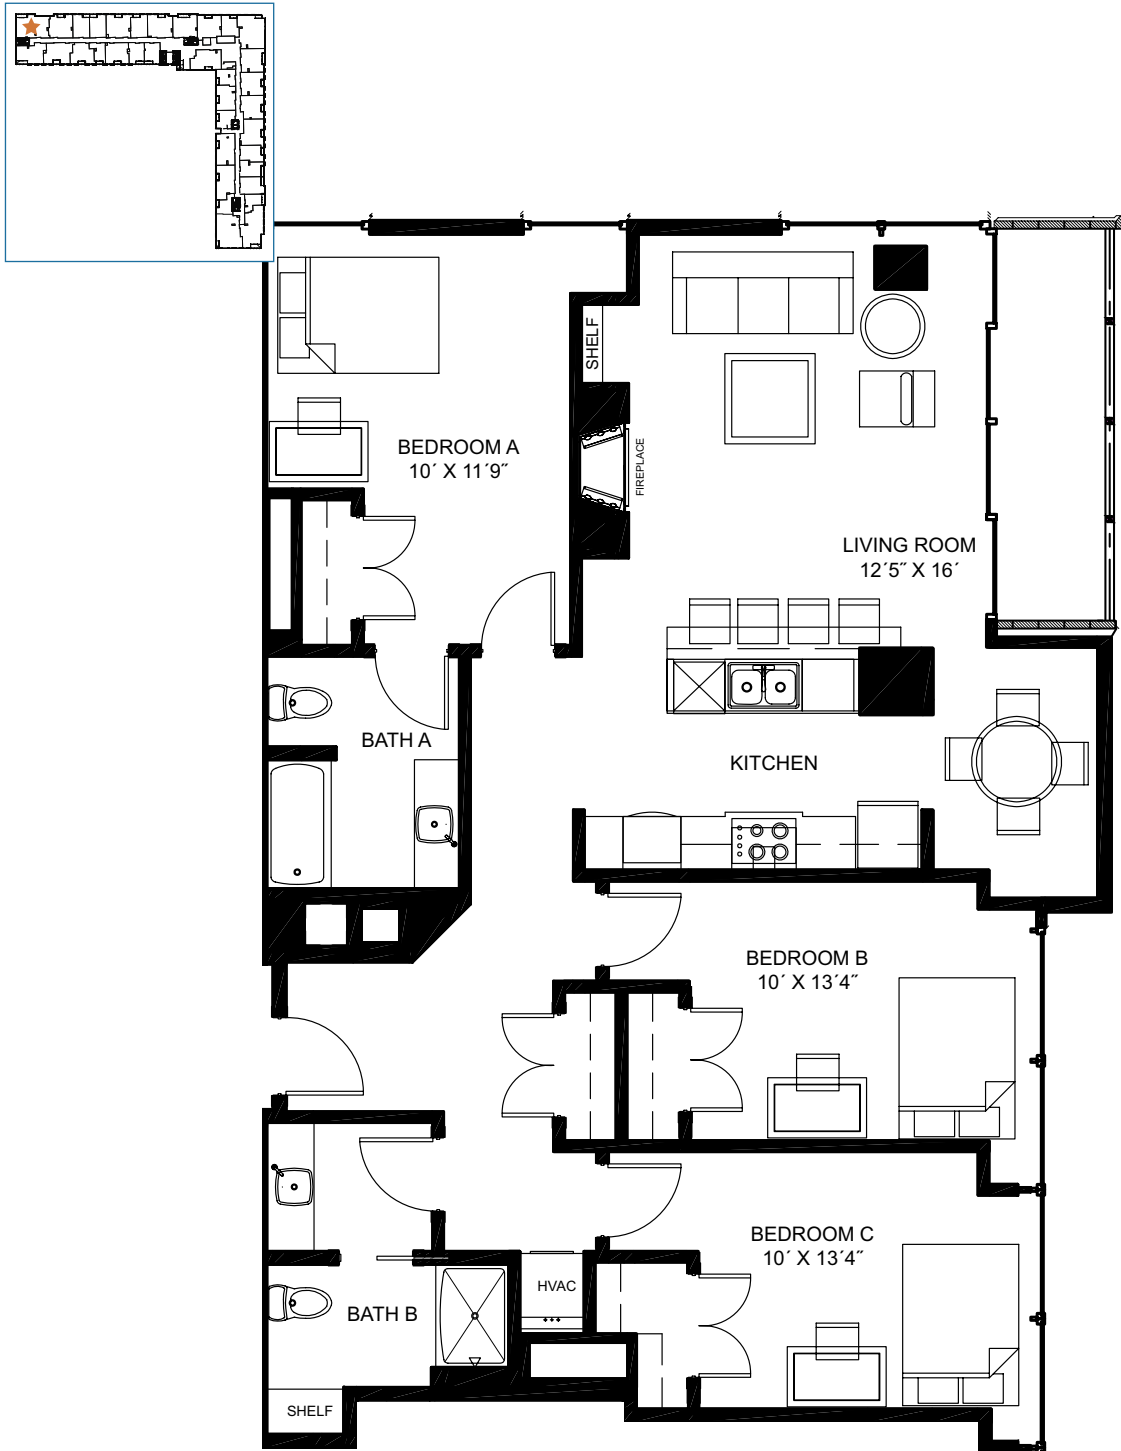 SHELF
BEDROOM A
10´ X 11´9˝
FIREPLACE
LIVING ROOM
12´5˝ X 16´
BATH A
KITCHEN
BEDROOM B
10´ X 13´4˝
BEDROOM C
10´ X 13´4˝
HVAC
BATH B
SHELF